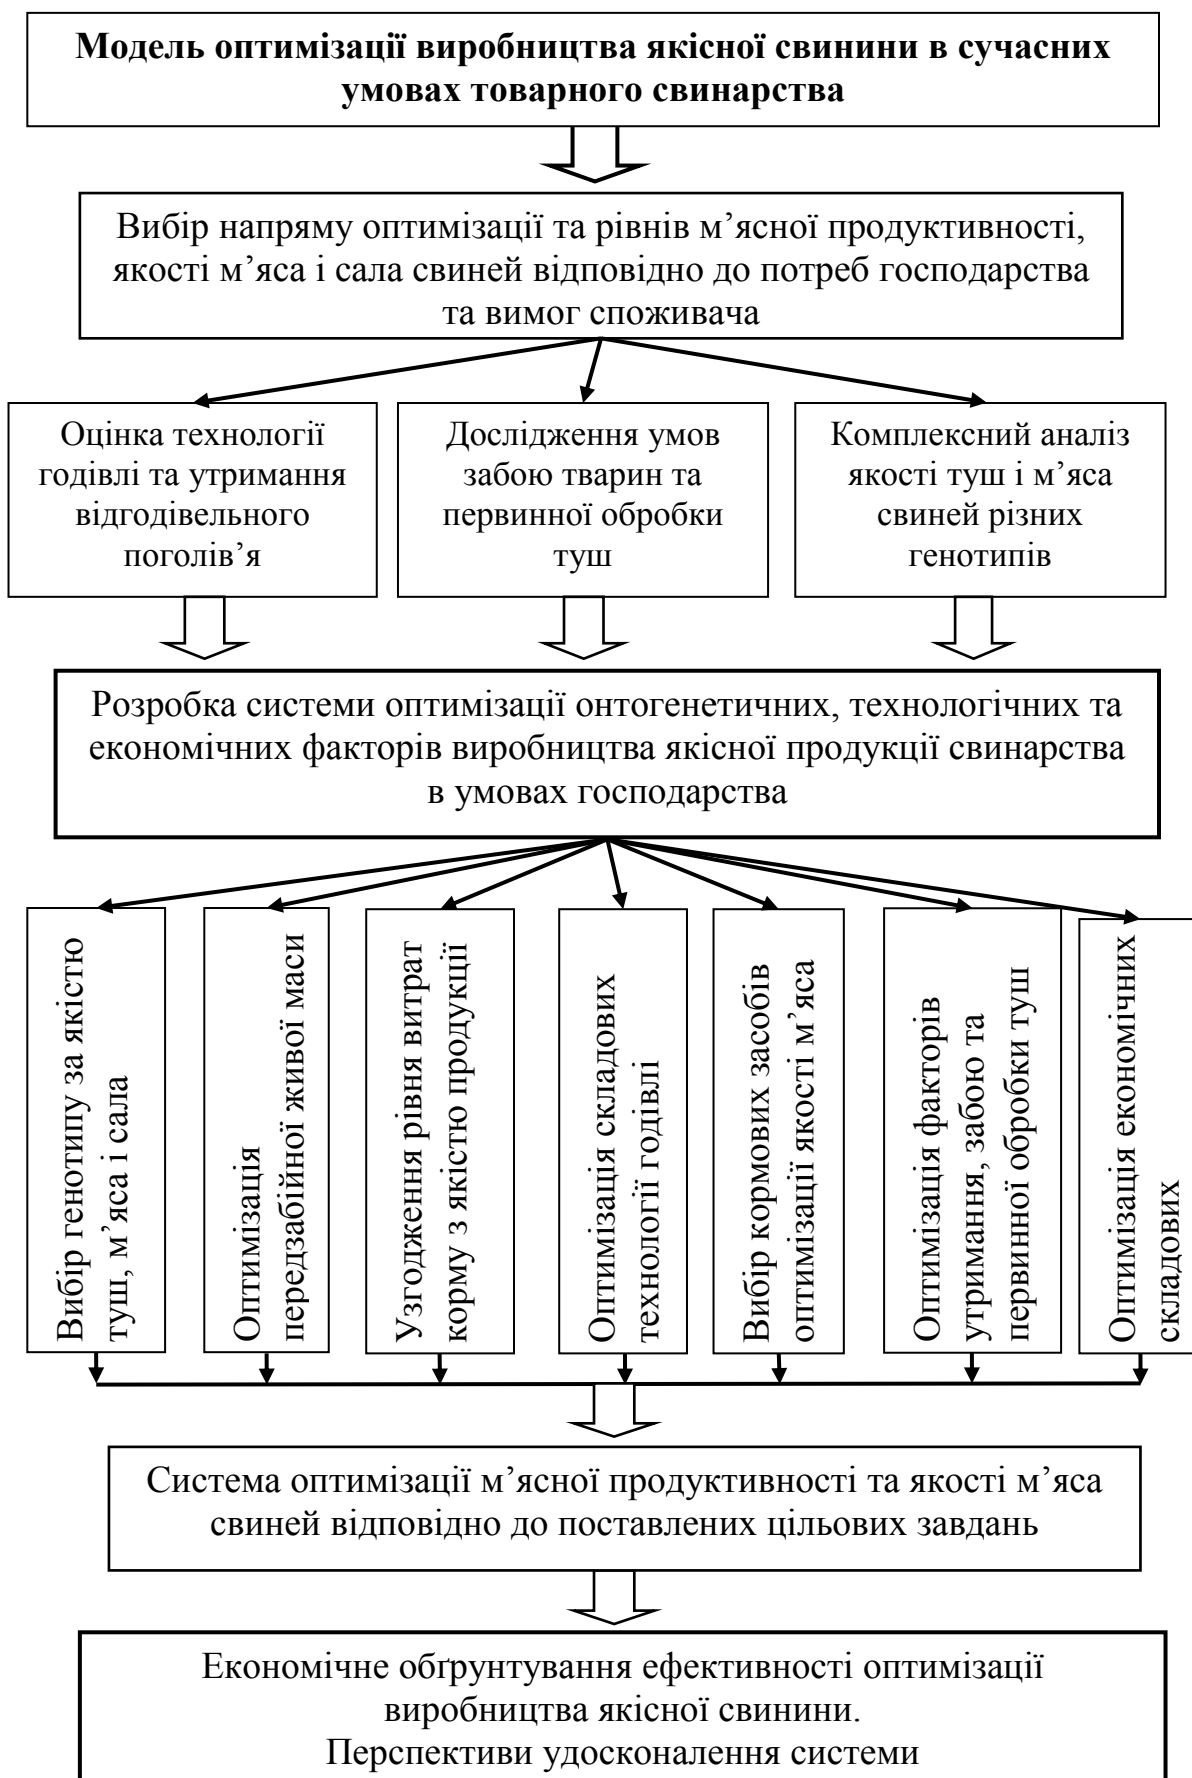 Модель оптимізації виробництва якісної свинини в сучасних
умовах товарного свинарства
Вибір напряму оптимізації та рівнів м’ясної продуктивності,
якості м’яса і сала свиней відповідно до потреб господарства
та вимог споживача
Оцінка технології
годівлі та утримання
відгодівельного
поголів’я
Дослідження умов
забою тварин та
первинної обробки
туш
Комплексний аналіз
якості туш і м’яса
свиней різних
генотипів
Розробка системи оптимізації онтогенетичних, технологічних та
економічних факторів виробництва якісної продукції свинарства
в умовах господарства
Вибір генотипу за якістю
туш, м’яса і сала
Оптимізація
передзабійної живої маси
Узгодження рівня витрат
корму з якістю продукції
Оптимізація складових
технології годівлі
Вибір кормових засобів
оптимізації якості м’яса
Оптимізація факторів
утримання, забою та
первинної обробки туш
Оптимізація економічних
складових
Система оптимізації м’ясної продуктивності та якості м’яса
свиней відповідно до поставлених цільових завдань
Економічне обґрунтування ефективності оптимізації
виробництва якісної свинини.
Перспективи удосконалення системи